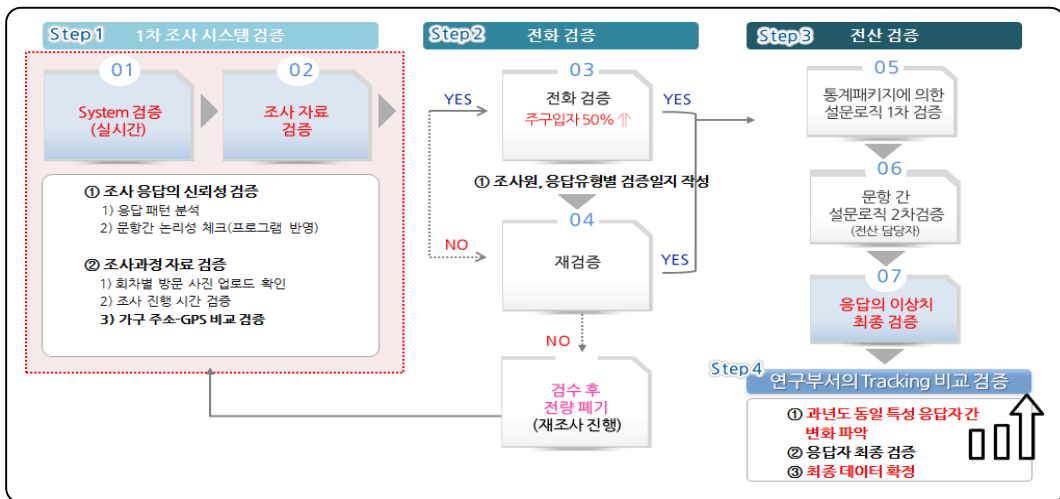 Step 1
1차 조사 시스템 검증
01
System 검증
(실시간)
02
조사 자료
검증
① 조사 응답의 신뢰성 검증
1) 응답 패턴 분석
2) 문항간 논리성 체크(프로그램 반영)
② 조사과정 자료 검증
1) 회차별 방문 사진 업로드 확인
2) 조사 진행 시간 검증
3) 가구 주소-GPS 비교 검증
Step 2
전화 검증
YES
03
전화 검증
주구입자 50% ⇑
YES
① 조사원, 응답유형별 검증일지 작성
NO
04
재검증
YES
NO
검수 후
전량 폐기
(재조사 진행)
Step 3
전산 검증
05
통계패키지에 의한
설문로직 1차 검증
06
문항 간
설문로직 2차검증
(전산 담당자)
07
응답의 이상치
최종 검증
Step 4
연구부서의 Tracking 비교 검증
① 과년도 동일 특성 응답자 간
변화 파악
② 응답자 최종 검증
③ 최종 데이터 확정